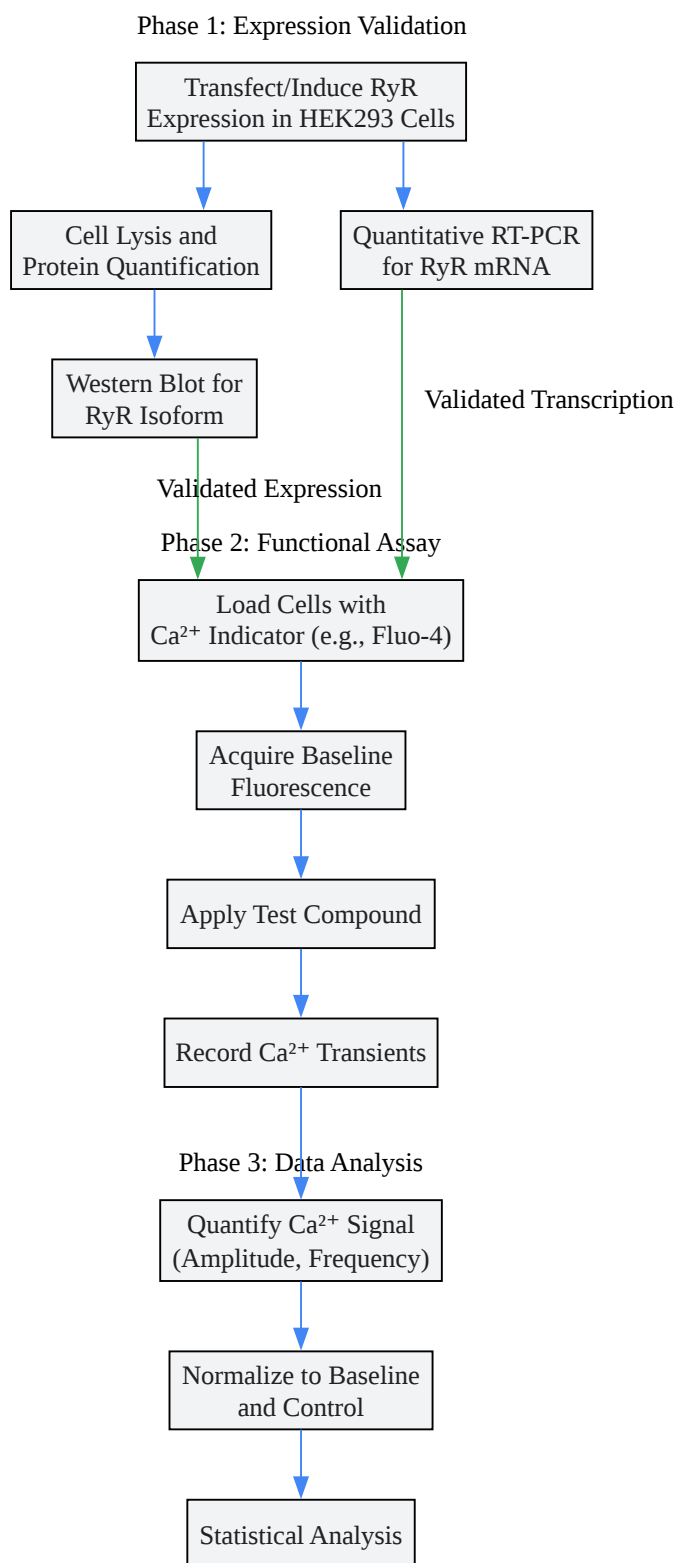 Phase 1: Expression Validation
Transfect/Induce RyR
Expression in HEK293 Cells
Cell Lysis and
Protein Quantification
Quantitative RT-PCR
for RyR mRNA
Western Blot for
RyR Isoform
Validated Transcription
Validated Expression
Phase 2: Functional Assay
Load Cells with
Ca²⁺ Indicator (e.g., Fluo-4)
Acquire Baseline
Fluorescence
Apply Test Compound
Record Ca²⁺ Transients
Phase 3: Data Analysis
Quantify Ca²⁺ Signal
(Amplitude, Frequency)
Normalize to Baseline
and Control
Statistical Analysis